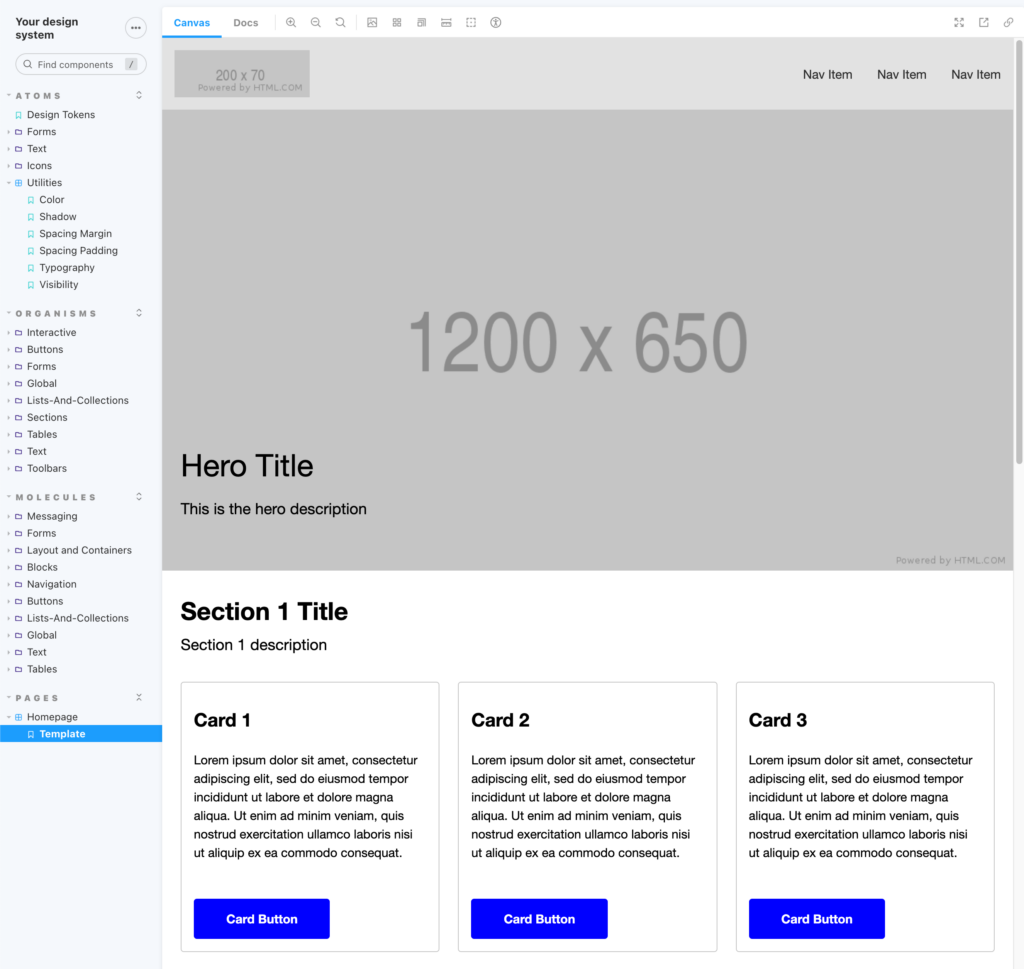 Your design
system
Find components /
ATOMS
Design Tokens
Forms
Text
Icons
Utilities
Color
Shadow
Spacing Margin
Spacing Padding
Typography
Visibility
ORGANISMS
Interactive
Buttons
Forms
Global
Lists-And-Collections
Sections
Tables
Text
Toolbars
MOLECULES
Messaging
Forms
Layout and Containers
Blocks
Navigation
Buttons
Lists-And-Collections
Global
Text
Tables
PAGES
Homepage
Template
Canvas Docs
200 x 70
Powered by HTML.COM
Nav Item Nav Item Nav Item
1200 x 650
Hero Title
This is the hero description
Powered by HTML.COM
Section 1 Title
Section 1 description
Card 1
Lorem ipsum dolor sit amet, consectetur
adipiscing elit, sed do eiusmod tempor
incididunt ut labore et dolore magna
aliqua. Ut enim ad minim veniam, quis
nostrud exercitation ullamco laboris nisi
ut aliquip ex ea commodo consequat.
Card Button
Card 2
Lorem ipsum dolor sit amet, consectetur
adipiscing elit, sed do eiusmod tempor
incididunt ut labore et dolore magna
aliqua. Ut enim ad minim veniam, quis
nostrud exercitation ullamco laboris nisi
ut aliquip ex ea commodo consequat.
Card Button
Card 3
Lorem ipsum dolor sit amet, consectetur
adipiscing elit, sed do eiusmod tempor
incididunt ut labore et dolore magna
aliqua. Ut enim ad minim veniam, quis
nostrud exercitation ullamco laboris nisi
ut aliquip ex ea commodo consequat.
Card Button